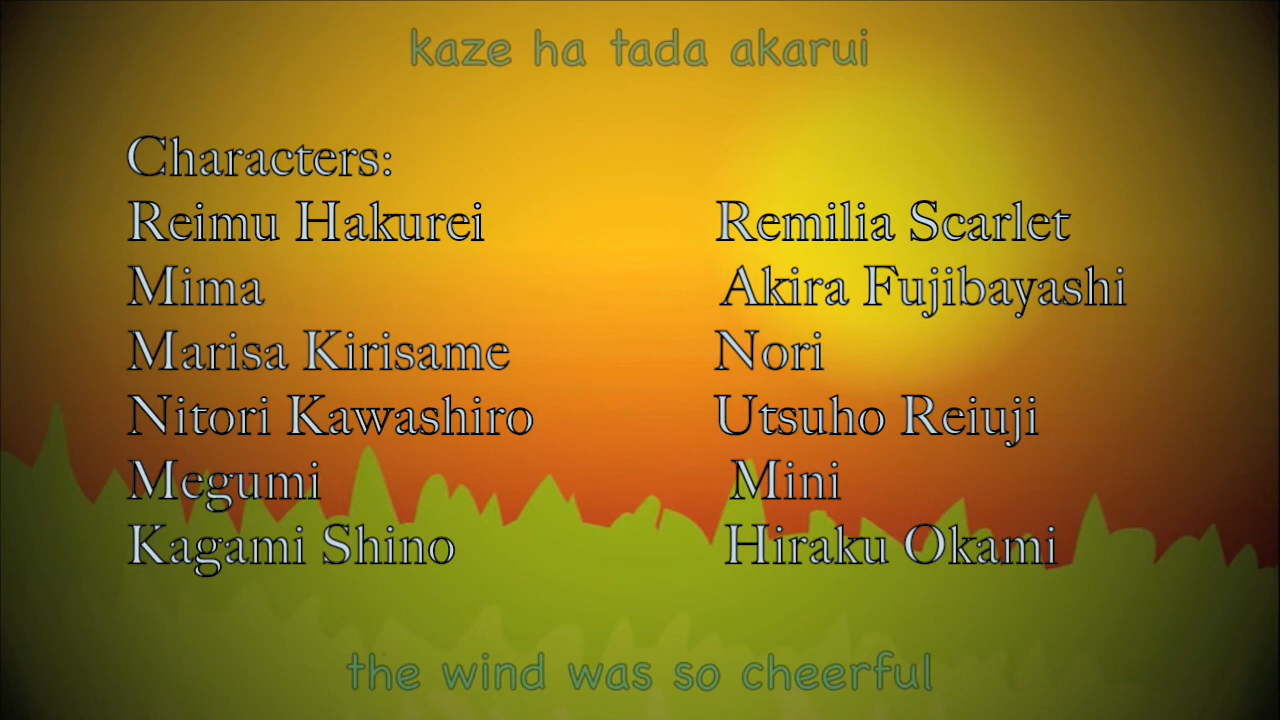 kaze ha tada akarui
Characters:
Reimu Hakurei
Mima
Marisa Kirisame
Nitori Kawashiro
Megumi
Kagami Shino
Remilia Scarlet
Akira Fujibayashi
Nori
Utsuho Reiuji
Mini
Hiraku Okami
the wind was so cheerful